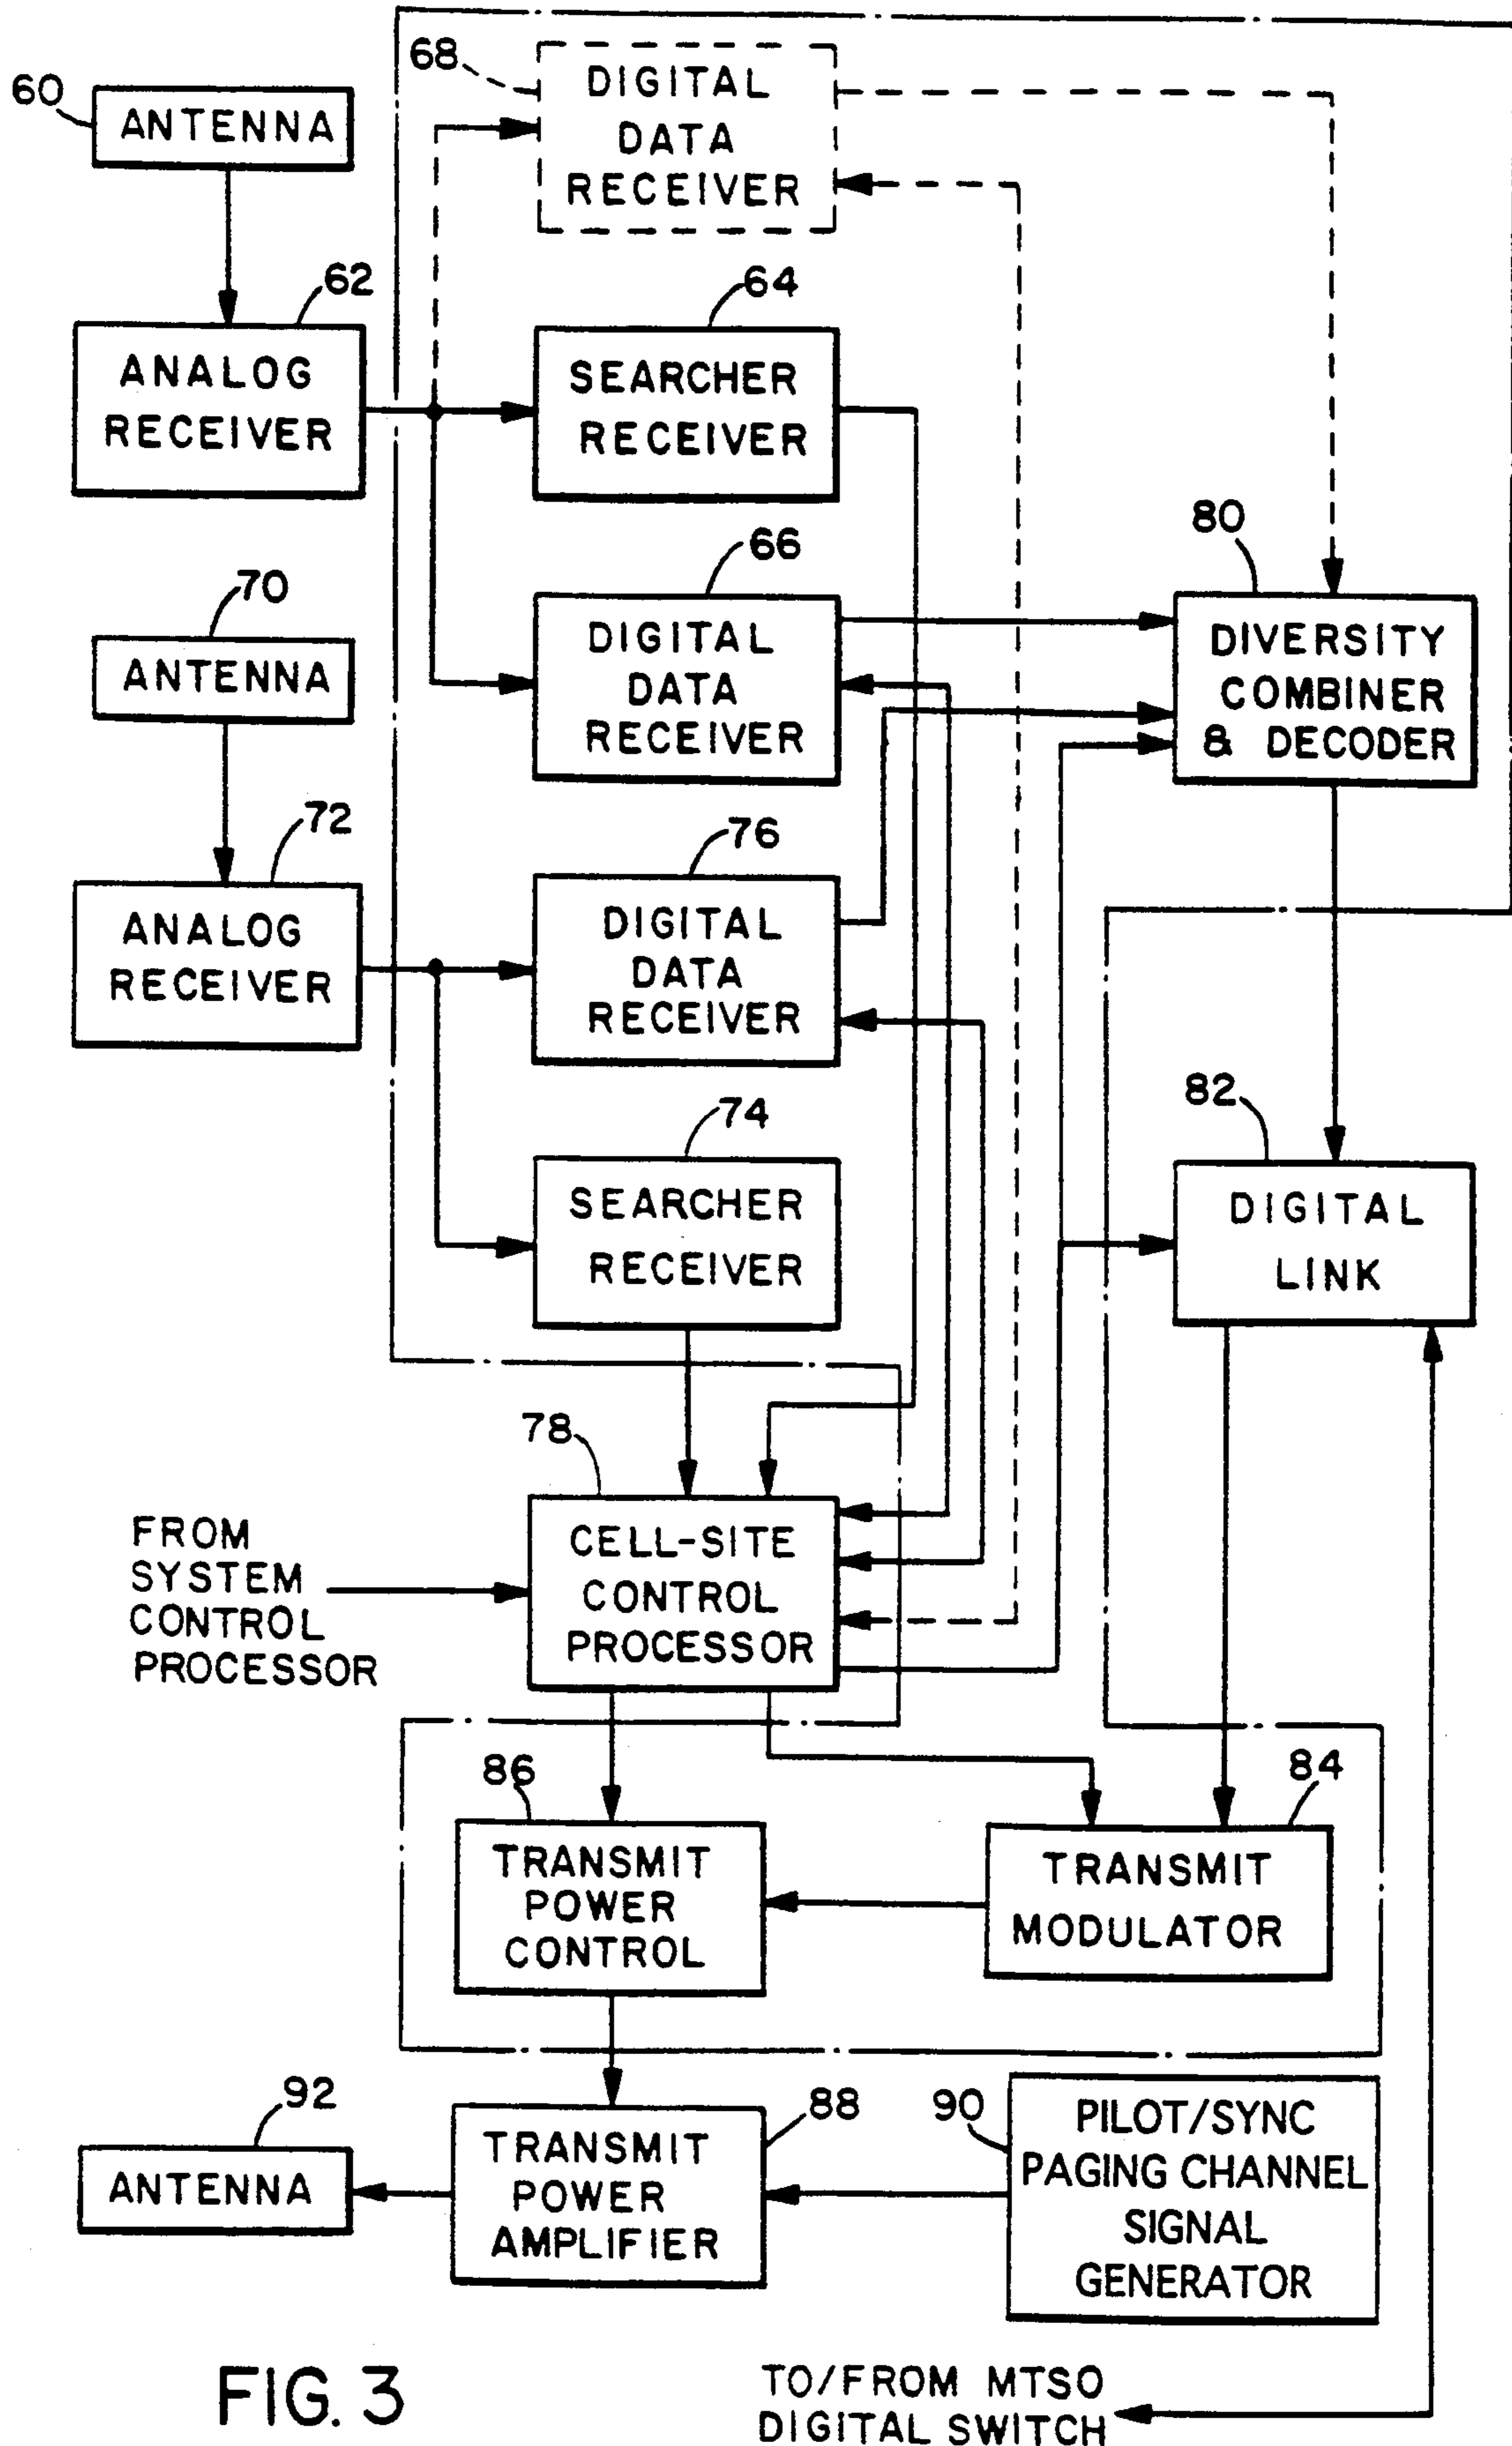 68
DIGITAL
DATA
RECEIVER
60
ANTENNA
62
ANALOG
RECEIVER
64
SEARCHER
RECEIVER
66
DIGITAL
DATA
RECEIVER
80
DIVERSITY
COMBINER
& DECODER
70
ANTENNA
72
ANALOG
RECEIVER
76
DIGITAL
DATA
RECEIVER
74
SEARCHER
RECEIVER
82
DIGITAL
LINK
78
CELL-SITE
CONTROL
PROCESSOR
FROM
SYSTEM
CONTROL
PROCESSOR
86
TRANSMIT
POWER
CONTROL
84
TRANSMIT
MODULATOR
92
ANTENNA
88
TRANSMIT
POWER
AMPLIFIER
90
PILOT/SYNC
PAGING CHANNEL
SIGNAL
GENERATOR
FIG. 3
TO/FROM MTSO
DIGITAL SWITCH